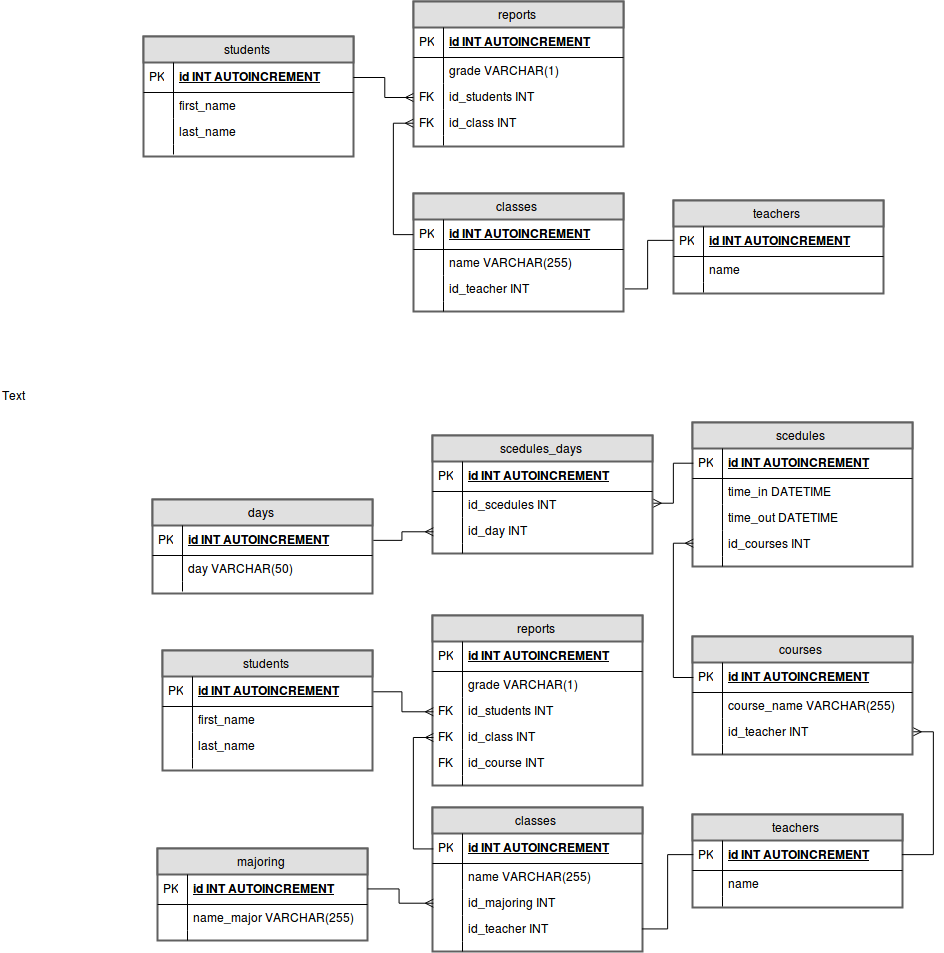 reports
PK id INT AUTOINCREMENT
grade VARCHAR(1)
FK id_students INT
FK id_class INT
students
PK id INT AUTOINCREMENT
first_name
last_name
classes
PK id INT AUTOINCREMENT
name VARCHAR(255)
id_teacher INT
teachers
PK id INT AUTOINCREMENT
name
Text
scedules_days
PK id INT AUTOINCREMENT
id_scedules INT
id_day INT
scedules
PK id INT AUTOINCREMENT
time_in DATETIME
time_out DATETIME
id_courses INT
days
PK id INT AUTOINCREMENT
day VARCHAR(50)
reports
PK id INT AUTOINCREMENT
grade VARCHAR(1)
FK id_students INT
FK id_class INT
FK id_course INT
students
PK id INT AUTOINCREMENT
first_name
last_name
courses
PK id INT AUTOINCREMENT
course_name VARCHAR(255)
id_teacher INT
classes
PK id INT AUTOINCREMENT
name VARCHAR(255)
id_majoring INT
id_teacher INT
teachers
PK id INT AUTOINCREMENT
name
majoring
PK id INT AUTOINCREMENT
name_major VARCHAR(255)